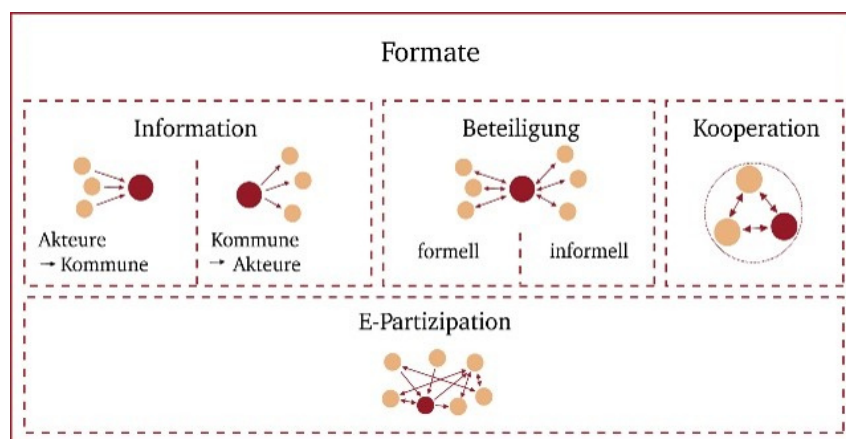 Formate
Information
Akteure
→ Kommune
Kommune
→ Akteure
Beteiligung
formell
informell
Kooperation
E-Partizipation